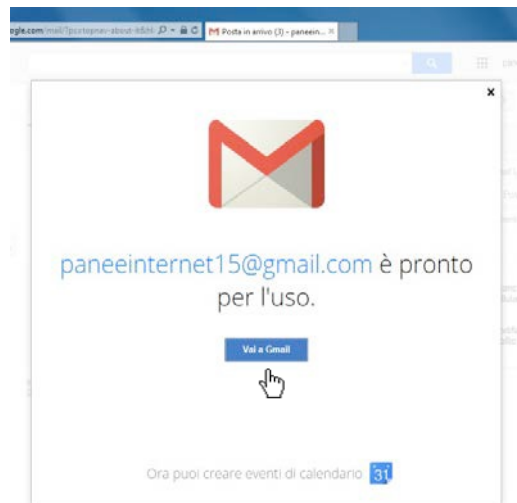 Posta in arrivo (3) - paneein...
x
paneeinternet15@gmail.com è pronto
per l'uso.
Vai a Gmail
Ora puoi creare eventi di calendario 31